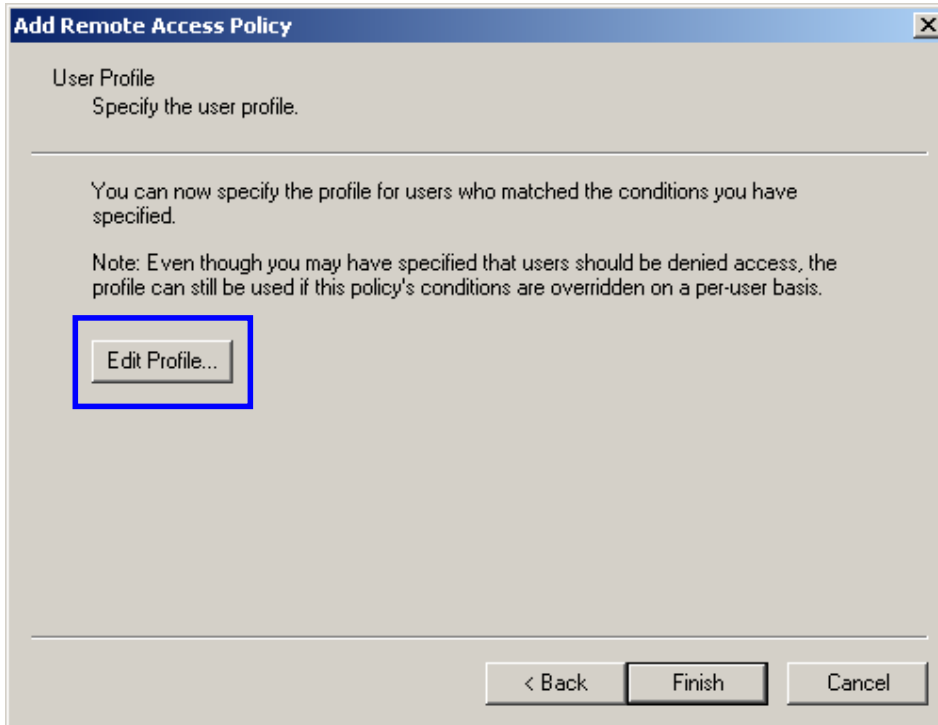 Add Remote Access Policy
User Profile
Specify the user profile.
You can now specify the profile for users who matched the conditions you have
specified.
Note: Even though you may have specified that users should be denied access, the
profile can still be used if this policy's conditions are overridden on a per-user basis.
Edit Profile...
< Back
Finish
Cancel